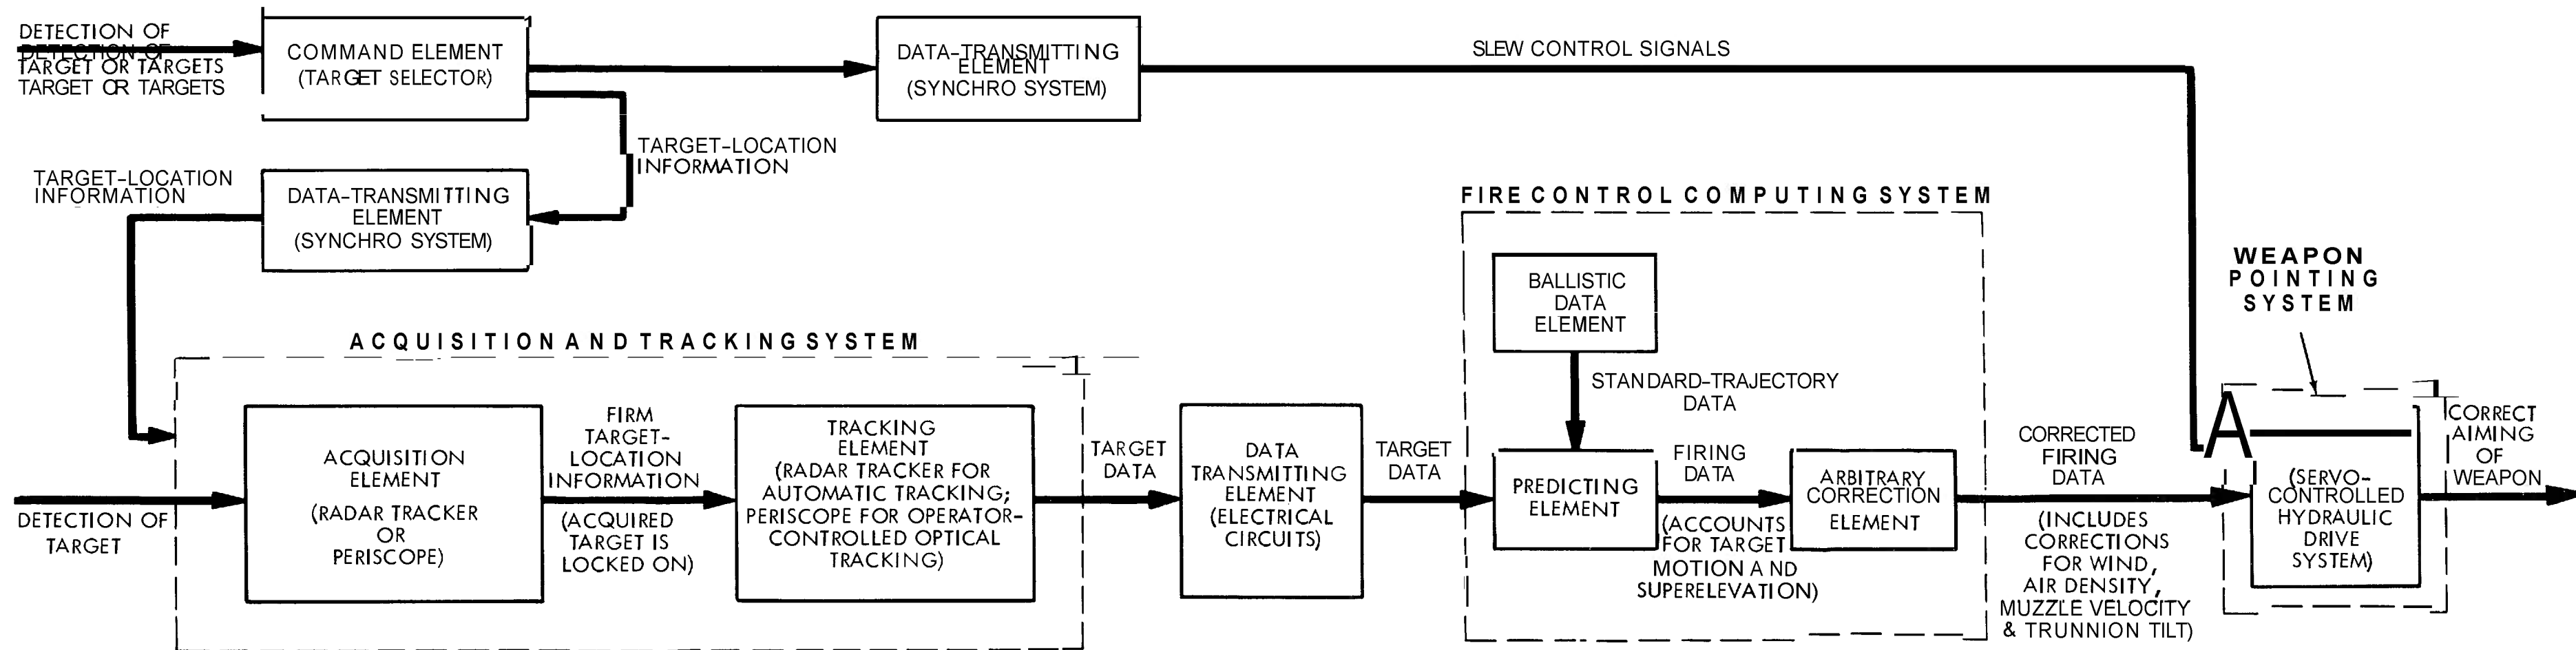 DETECTION OF
DETECTION OF
TARGET OR TARGETS
TARGET OR TARGETS
COMMAND ELEMENT
(TARGET SELECTOR)
DATA-TRANSMITTING
ELEMENT
(SYNCHRO SYSTEM)
SLEW CONTROL SIGNALS
TARGET-LOCATION
INFORMATION
TARGET-LOCATION
INFORMATION
DATA-TRANSMITTING
ELEMENT
(SYNCHRO SYSTEM)
FIRE CONTROL COMPUTING SYSTEM
BALLISTIC
DATA
ELEMENT
WEAPON
POINTING
SYSTEM
ACQUISITION AND TRACKING SYSTEM
STANDARD-TRAJECTORY
DATA
DETECTION OF
TARGET
ACQUISITION
ELEMENT
(RADAR TRACKER
OR
PERISCOPE)
FIRM
TARGET-
LOCATION
INFORMATION
(ACQUIRED
TARGET IS
LOCKED ON)
TRACKING
ELEMENT
(RADAR TRACKER FOR
AUTOMATIC TRACKING;
PERISCOPE FOR OPERATOR-
CONTROLLED OPTICAL
TRACKING)
TARGET
DATA
DATA
TRANSMITTING
ELEMENT
(ELECTRICAL
CIRCUITS)
TARGET
DATA
PREDICTING
ELEMENT
FIRING
DATA
(ACCOUNTS
FOR TARGET
MOTION AND
SUPERELEVATION)
ARBITRARY
CORRECTION
ELEMENT
CORRECTED
FIRING
DATA
(INCLUDES
CORRECTIONS
FOR WIND,
AIR DENSITY,
MUZZLE VELOCITY
& TRUNNION TILT)
A
(SERVO-
CONTROLLED
HYDRAULIC
DRIVE
SYSTEM)
CORRECT
AIMING
OF
WEAPON